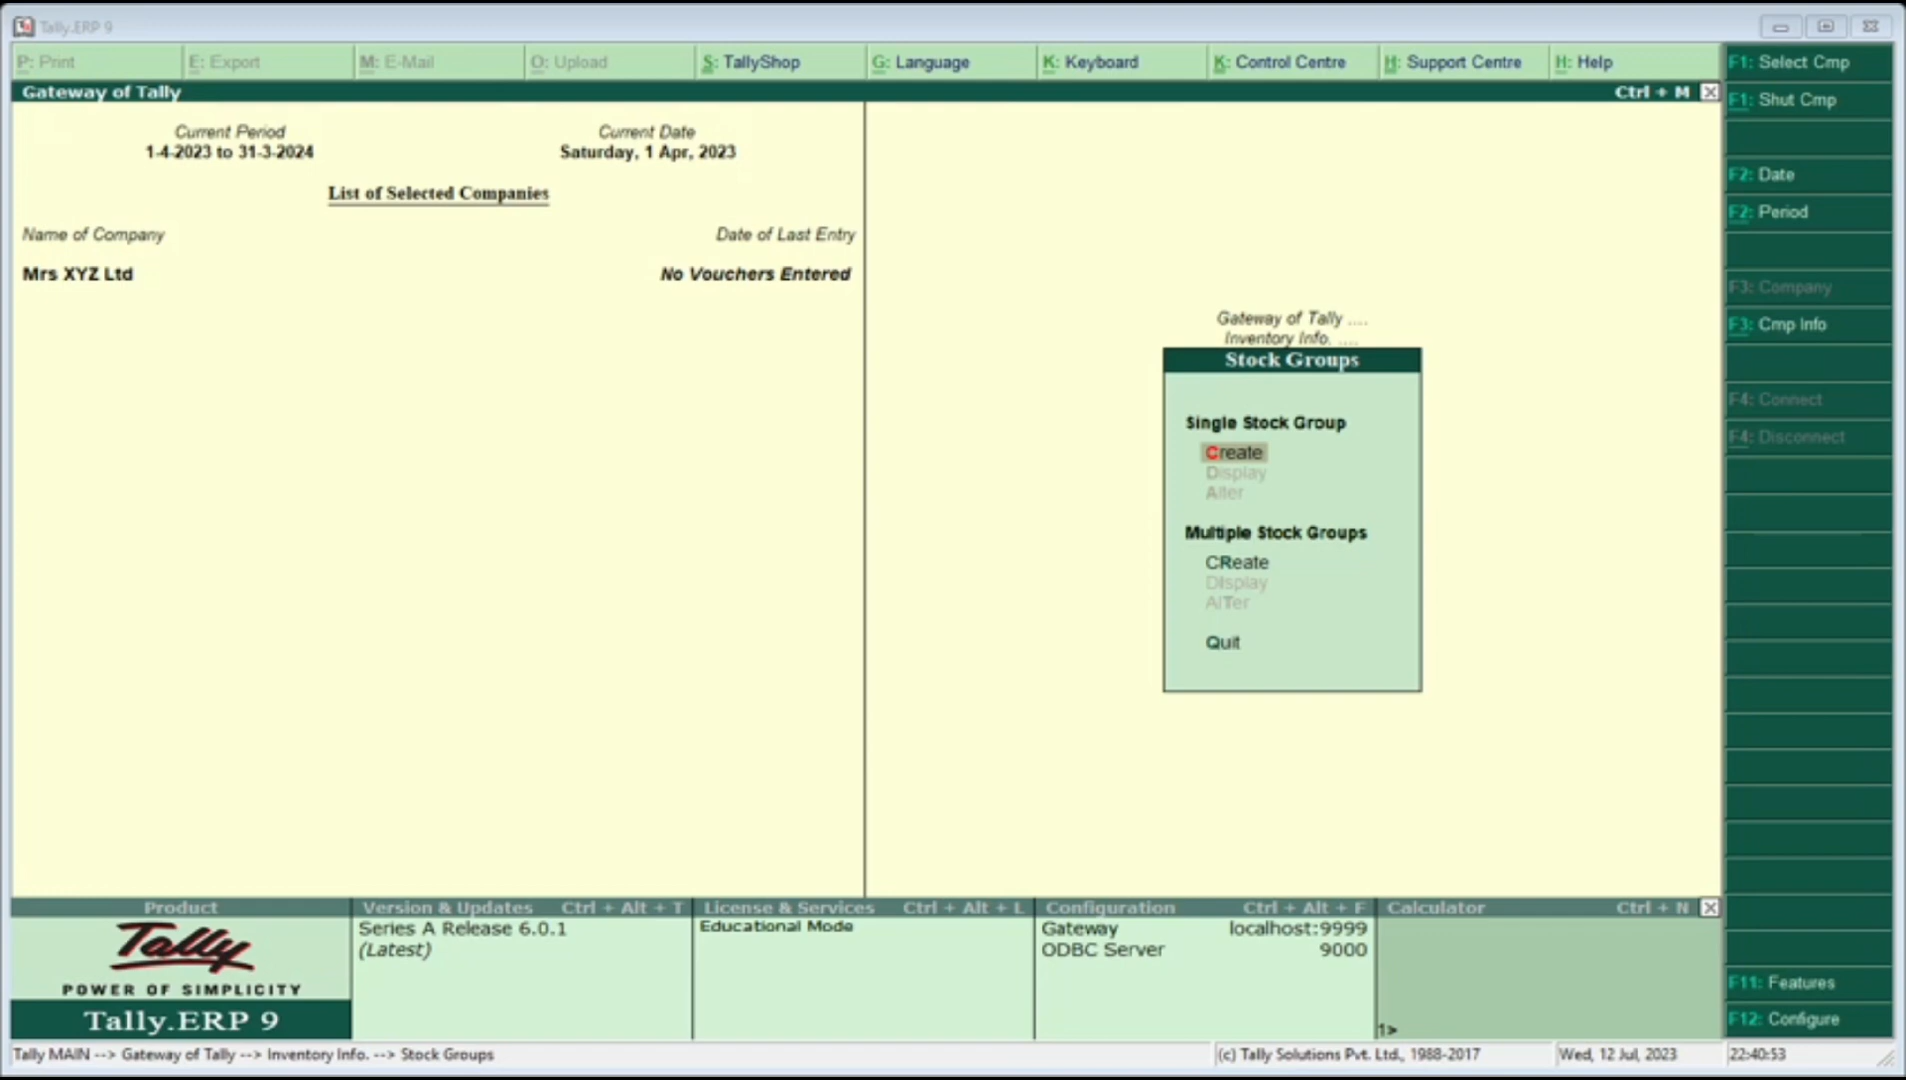 Tally.ERP 9
P: Print
E: Export
M: E-Mail
O: Upload
S: TallyShop
G: Language
K: Keyboard
K: Control Centre
H: Support Centre
H: Help
Gateway of Tally
Ctrl + M
Current Period
1-4-2023 to 31-3-2024
Current Date
Saturday, 1 Apr, 2023
List of Selected Companies
Name of Company
Date of Last Entry
Mrs XYZ Ltd
No Vouchers Entered
Gateway of Tally ....
Inventory Info. ....
Stock Groups
Single Stock Group
Create
Display
Alter
Multiple Stock Groups
CReate
DIsplay
AlTer
Quit
F1: Select Cmp
F1: Shut Cmp
F2: Date
F2: Period
F3: Company
F3: Cmp Info
F4: Connect
F4: Disconnect
F11: Features
F12: Configure
Product
Tally
POWER OF SIMPLICITY
Tally.ERP 9
Version & Updates Ctrl + Alt + T
Series A Release 6.0.1
(Latest)
License & Services Ctrl + Alt + L
Educational Mode
Configuration Ctrl + Alt + F
Gateway localhost:9999
ODBC Server 9000
Calculator Ctrl + N
1>
Tally MAIN --> Gateway of Tally --> Inventory Info. --> Stock Groups
(c) Tally Solutions Pvt. Ltd., 1988-2017
Wed, 12 Jul, 2023
22:40:53